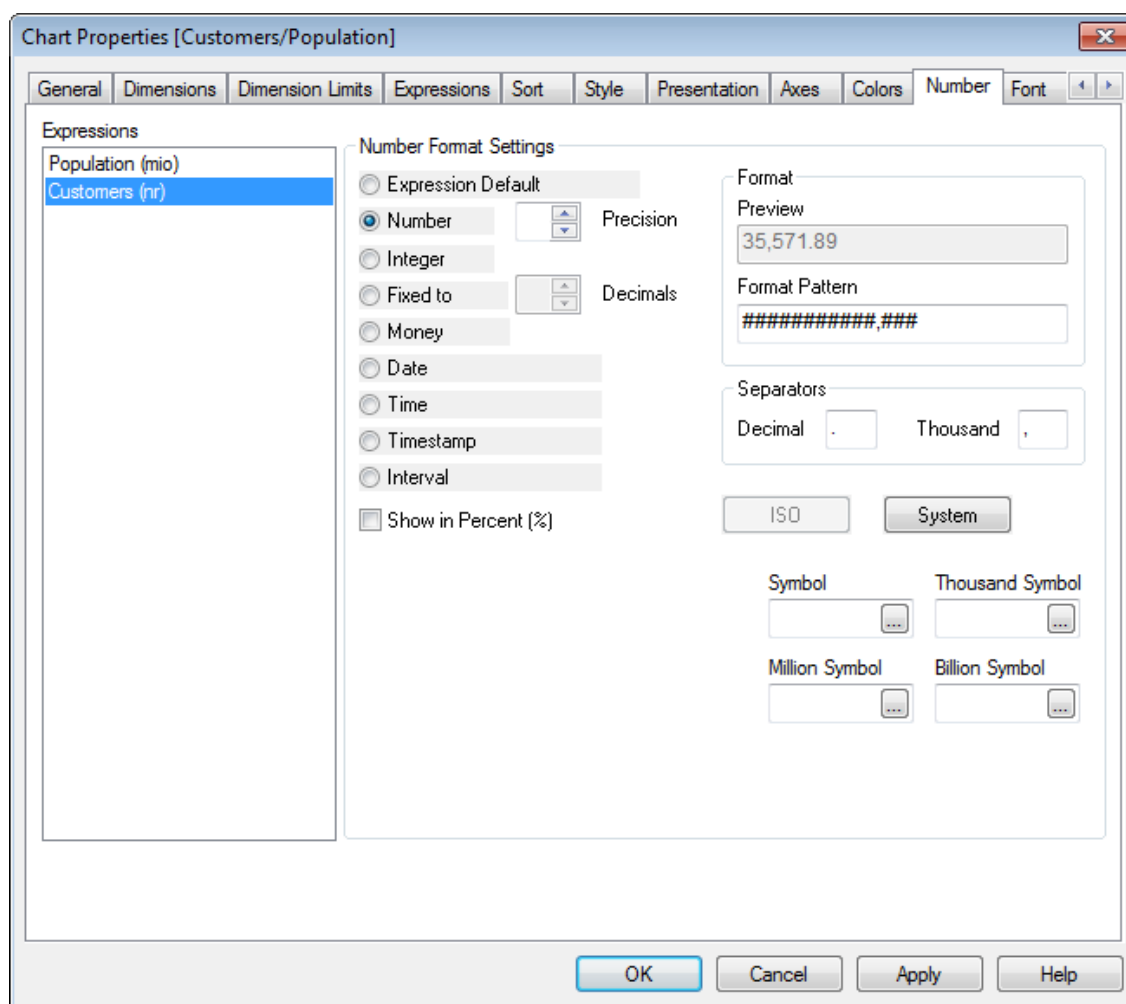 Chart Properties [Customers/Population]
General Dimensions Dimension Limits Expressions Sort Style Presentation Axes Colors Number Font
Expressions
Population (mio)
Customers (nr)
Number Format Settings
Expression Default
Number Precision
Integer
Fixed to Decimals
Money
Date
Time
Timestamp
Interval
Show in Percent (%)
Format
Preview
35,571.89
Format Pattern
###########,###
Separators
Decimal . Thousand ,
ISO System
Symbol Thousand Symbol
... ...
Million Symbol Billion Symbol
... ...
OK Cancel Apply Help